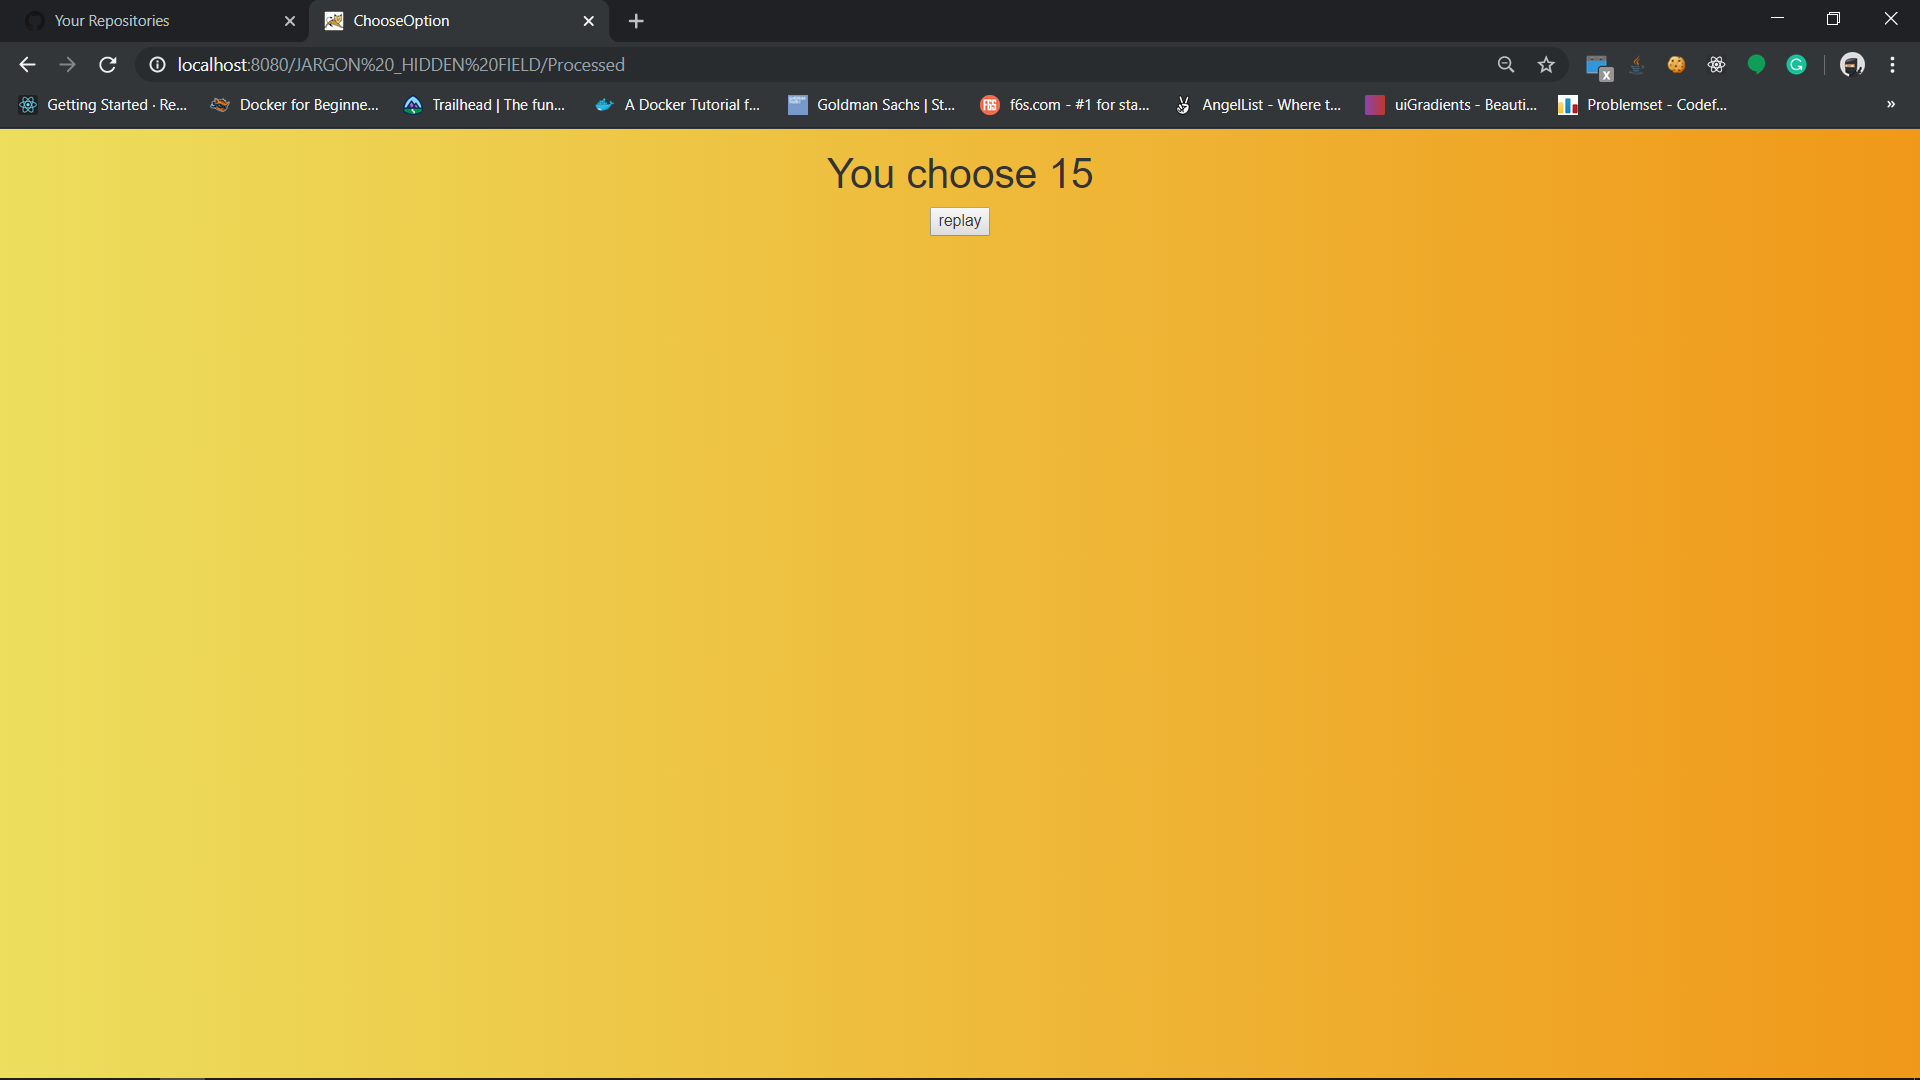 Your Repositories
ChooseOption
localhost:8080/JARGON%20_HIDDEN%20FIELD/Processed
Getting Started · Re...
Docker for Beginne...
Trailhead | The fun...
A Docker Tutorial f...
Goldman Sachs | St...
F6S
f6s.com - #1 for sta...
AngelList - Where t...
uiGradients - Beauti...
Problemset - Codef...
»
You choose 15
replay